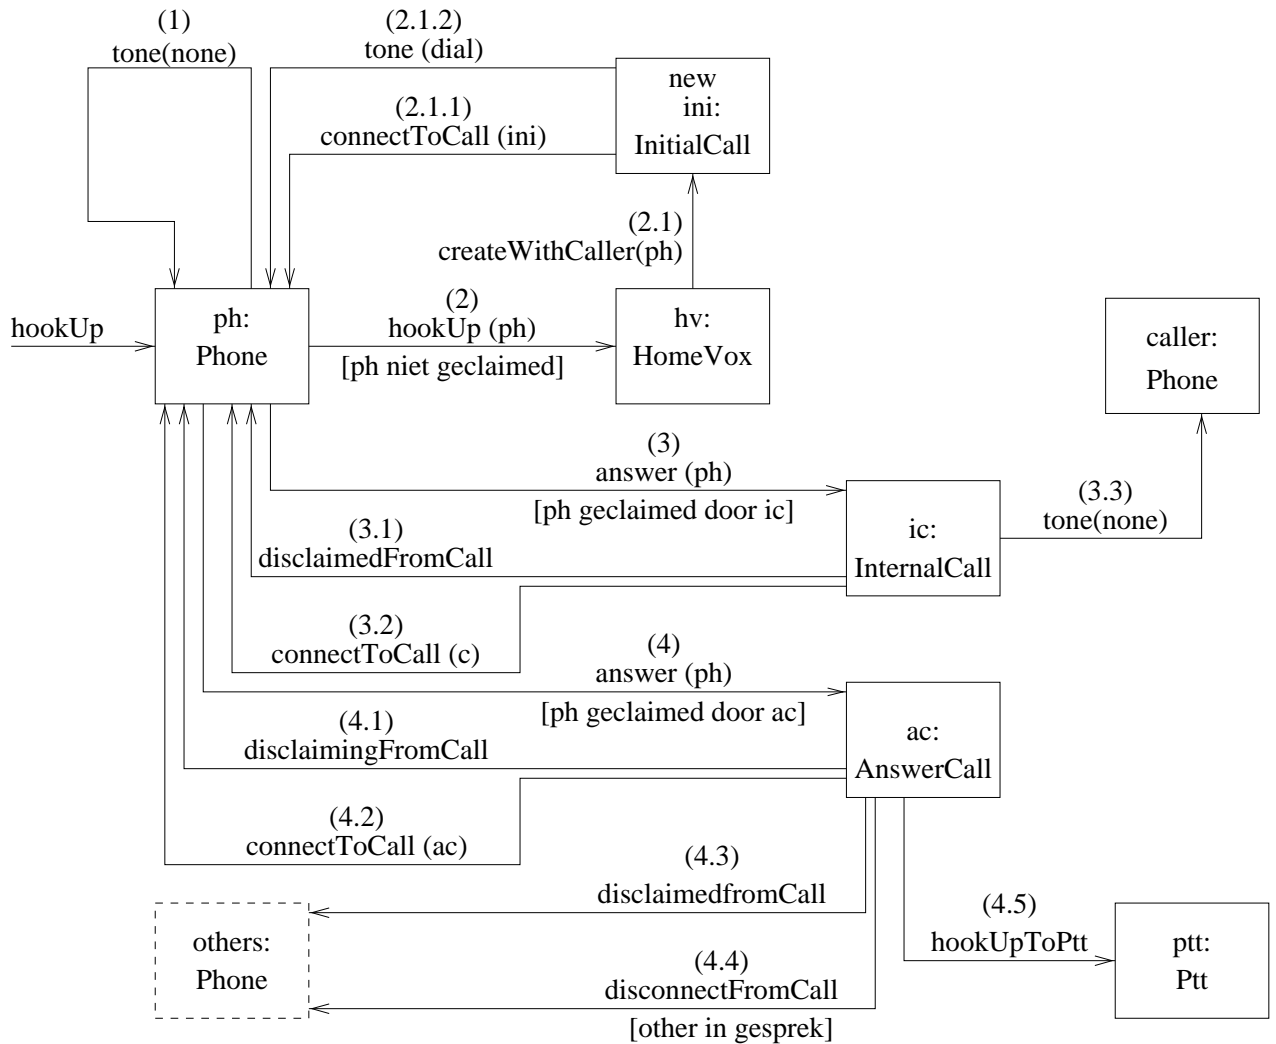 (1)
tone(none)
(2.1.2)
tone (dial)
(2.1.1)
connectToCall (ini)
new
ini:
InitialCall
(2.1)
createWithCaller(ph)
hookUp
ph:
Phone
(2)
hookUp (ph)
[ph niet geclaimed]
hv:
HomeVox
caller:
Phone
(3)
answer (ph)
[ph geclaimed door ic]
(3.1)
disclaimedFromCall
ic:
InternalCall
(3.3)
tone(none)
(3.2)
connectToCall (c)
(4)
answer (ph)
[ph geclaimed door ac]
(4.1)
disclaimingFromCall
ac:
AnswerCall
(4.2)
connectToCall (ac)
(4.3)
disclaimedfromCall
others:
Phone
(4.4)
disconnectFromCall
[other in gesprek]
(4.5)
hookUpToPtt
ptt:
Ptt